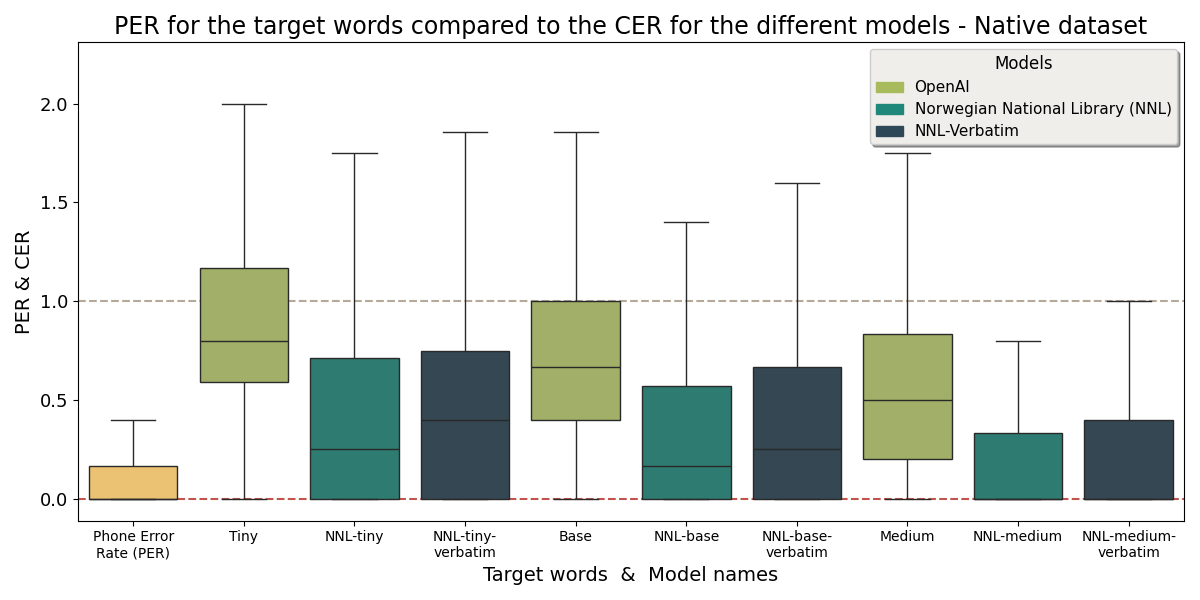 PER for the target words compared to the CER for the different models - Native dataset
Models
OpenAI
Norwegian National Library (NNL)
NNL-Verbatim
PER & CER
2.0
1.5
1.0
0.5
0.0
Phone Error
Rate (PER)
Tiny
NNL-tiny
NNL-tiny-
verbatim
Base
NNL-base
NNL-base-
verbatim
Medium
NNL-medium
NNL-medium-
verbatim
Target words & Model names